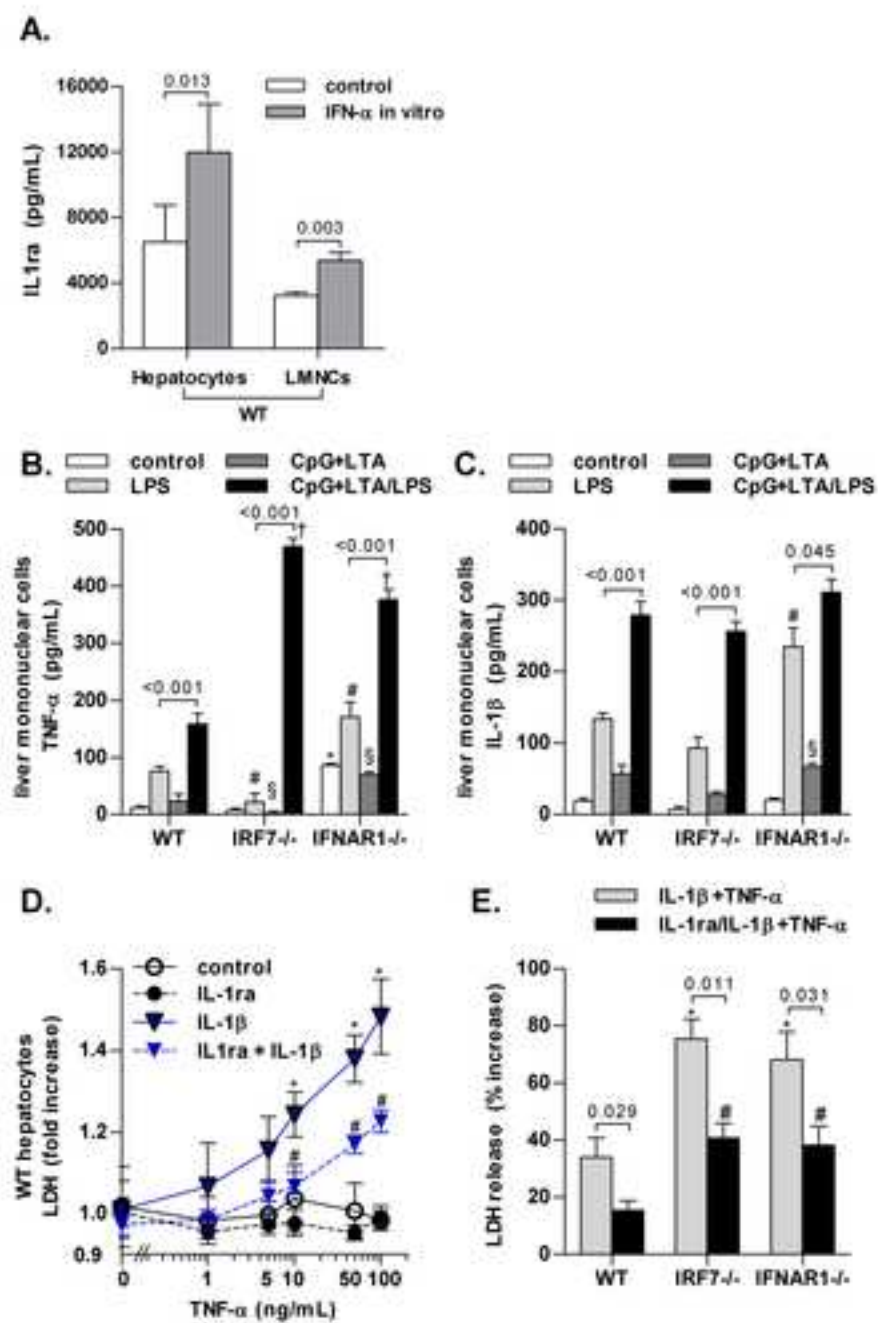 A.
16000
12000
8000
4000
0
IL1ra (pg/mL)
0.013
0.003
control
IFN-α in vitro
Hepatocytes LMNCs
WT
B.
control CpG+LTA
LPS CpG+LTA/LPS
500
400
300
200
100
0
liver mononuclear cells
TNF-α (pg/mL)
<0.001
<0.001
<0.001
†
†
#
§
*
#
§
WT IRF7-/- IFNAR1-/-
C.
control CpG+LTA
LPS CpG+LTA/LPS
400
300
200
100
0
liver mononuclear cells
IL-1β (pg/mL)
<0.001
<0.001
0.045
#
§
WT IRF7-/- IFNAR1-/-
D.
control
IL-1ra
IL-1β
IL1ra + IL-1β
1.6
1.4
1.2
1.0
0.9
WT hepatocytes
LDH (fold increase)
*
*
*
#
#
#
0 // 1 5 10 50 100
TNF-α (ng/mL)
E.
IL-1β+TNF-α
IL-1ra/IL-1β+TNF-α
100
80
60
40
20
0
LDH release (% increase)
0.029
0.011
0.031
*
#
*
#
WT IRF7-/- IFNAR1-/-